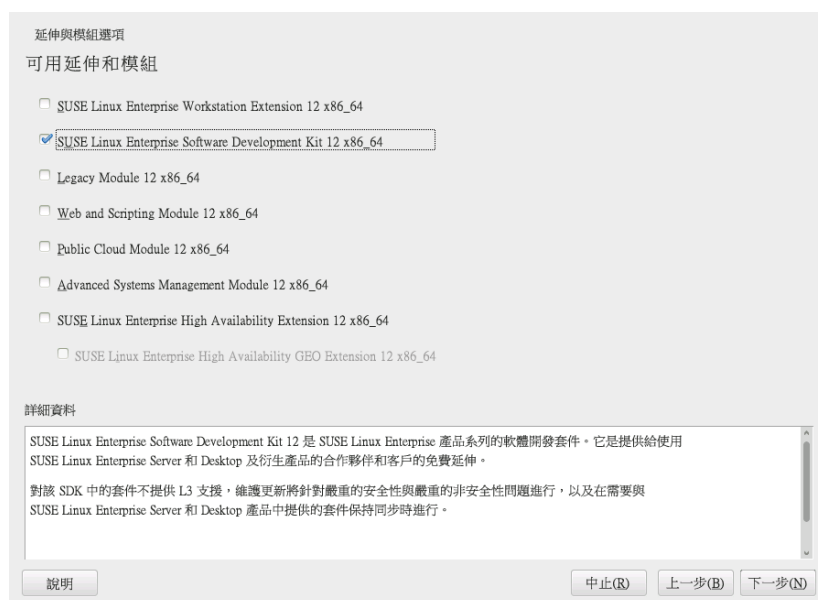 延伸與模組選項
可用延伸和模組
SUSE Linux Enterprise Workstation Extension 12 x86_64
SUSE Linux Enterprise Software Development Kit 12 x86_64
Legacy Module 12 x86_64
Web and Scripting Module 12 x86_64
Public Cloud Module 12 x86_64
Advanced Systems Management Module 12 x86_64
SUSE Linux Enterprise High Availability Extension 12 x86_64
SUSE Linux Enterprise High Availability GEO Extension 12 x86_64
詳細資料
SUSE Linux Enterprise Software Development Kit 12 是 SUSE Linux Enterprise 產品系列的軟體開發套件。它是提供給使用
SUSE Linux Enterprise Server 和 Desktop 及衍生產品的合作夥伴和客戶的免費延伸。
對該 SDK 中的套件不提供 L3 支援，維護更新將針對嚴重的安全性與嚴重的非安全性問題進行，以及在需要與
SUSE Linux Enterprise Server 和 Desktop 產品中提供的套件保持同步時進行。
說明 中止(R) 上一步(B) 下一步(N)